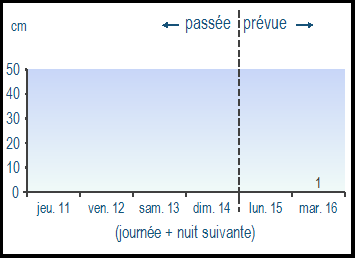 passée prévue
cm
50
40
30
20
10
0
1
jeu. 11 ven. 12 sam. 13 dim. 14 lun. 15 mar. 16
(journée + nuit suivante)